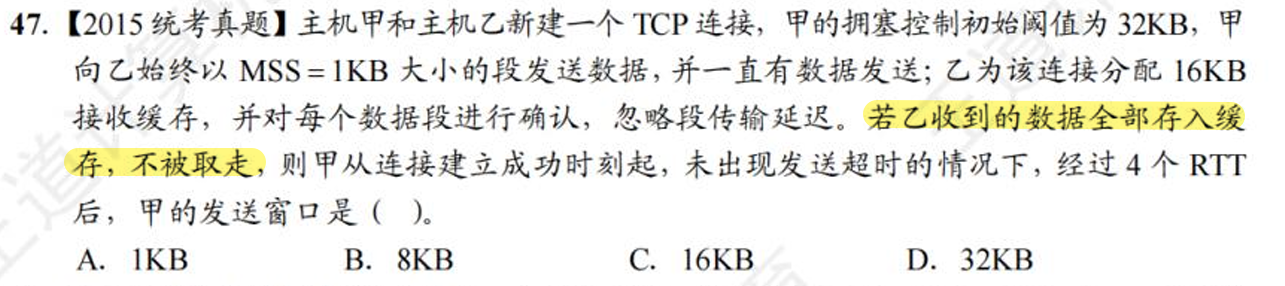 47.【2015 统考真题】主机甲和主机乙新建一个 TCP 连接，甲的拥塞控制初始阈值为 32KB，甲
向乙始终以 MSS = 1KB 大小的段发送数据，并一直有数据发送；乙为该连接分配 16KB
接收缓存，并对每个数据段进行确认，忽略段传输延迟。若乙收到的数据全部存入缓
存，不被取走，则甲从连接建立成功时刻起，未出现发送超时的情况下，经过 4 个 RTT
后，甲的发送窗口是（ ）。
A. 1KB B. 8KB C. 16KB D. 32KB